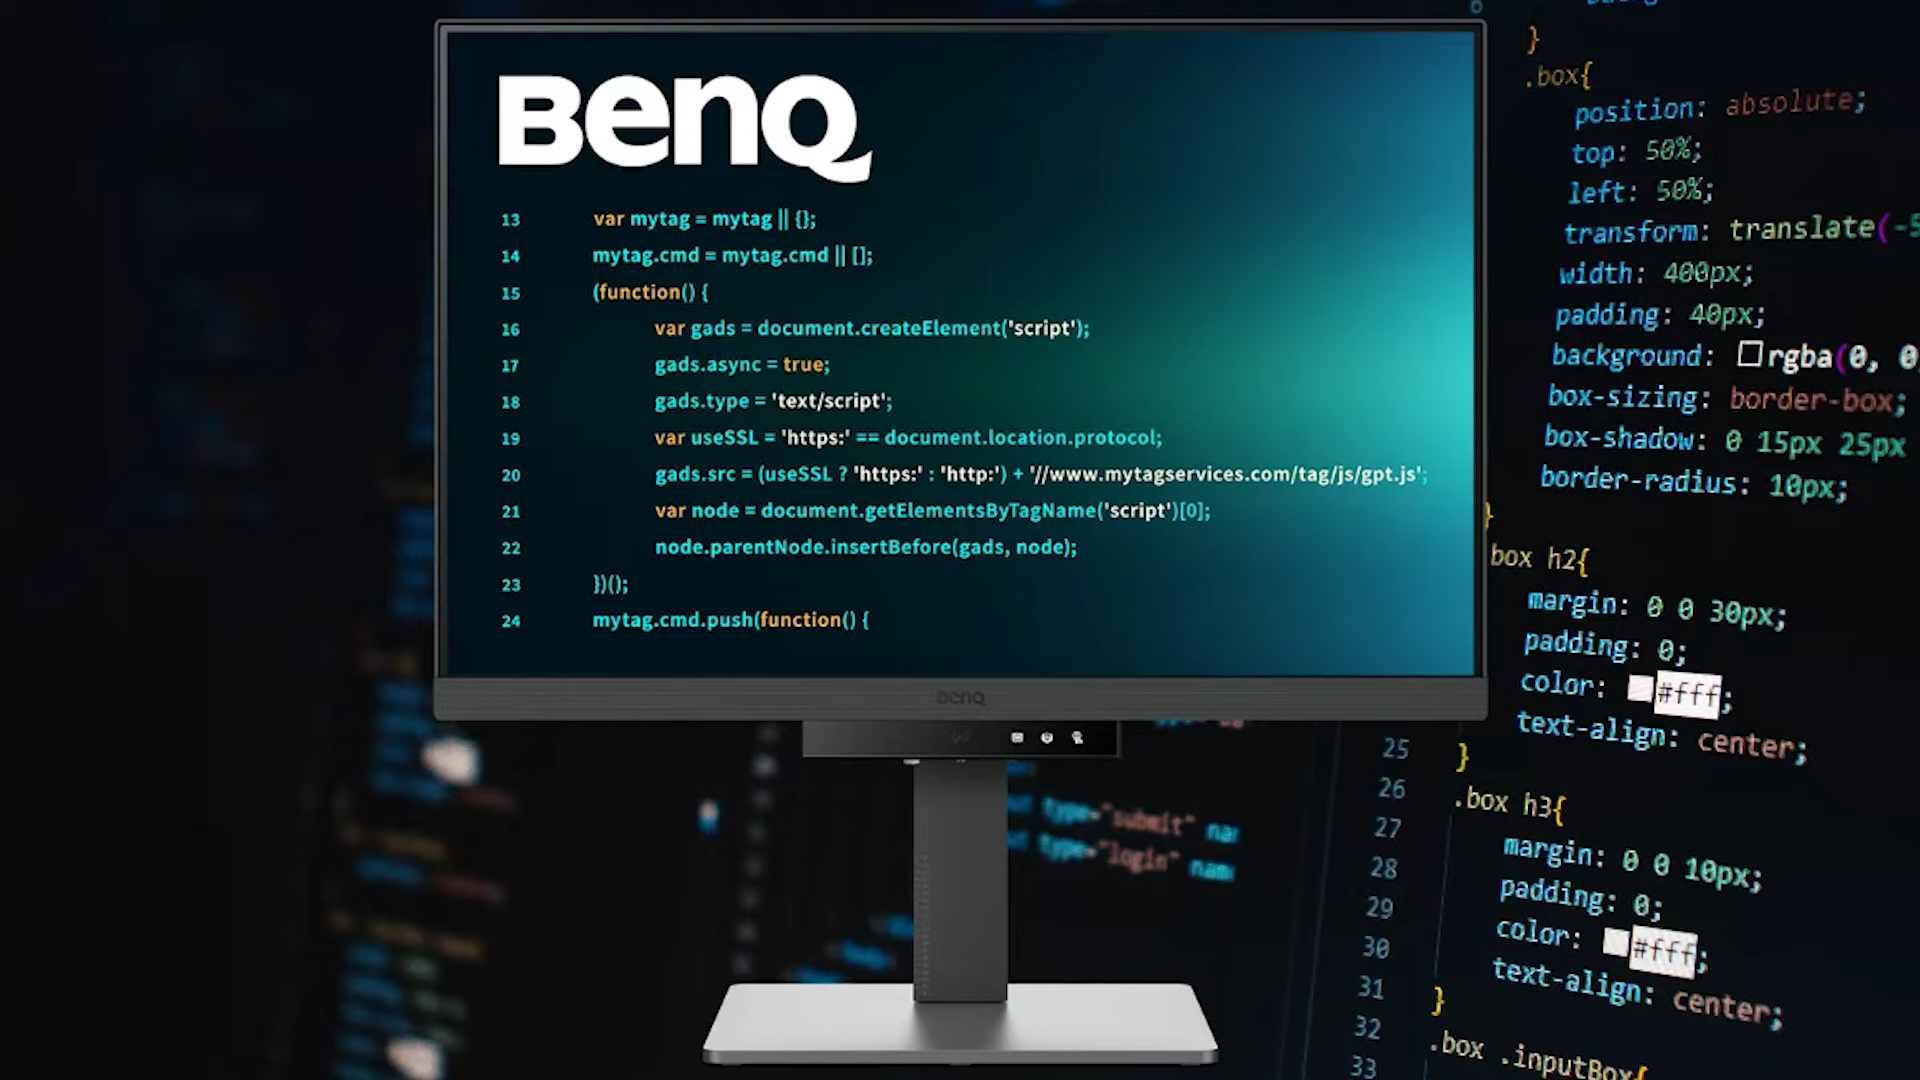 BenQ
13 var mytag = mytag || {};
14 mytag.cmd = mytag.cmd || [];
15 (function() {
16 var gads = document.createElement('script');
17 gads.async = true;
18 gads.type = 'text/script';
19 var useSSL = 'https:' == document.location.protocol;
20 gads.src = (useSSL ? 'https:' : 'http:') + '//www.mytagservices.com/tag/js/gpt.js';
21 var node = document.getElementsByTagName('script')[0];
22 node.parentNode.insertBefore(gads, node);
23 })();
24 mytag.cmd.push(function() {
BenQ
type="submit"
type="login"
}
.box{
position: absolute;
top: 50%;
left: 50%;
transform: translate(-5
width: 400px;
padding: 40px;
background: rgba(0, 0
box-sizing: border-box;
box-shadow: 0 15px 25px
border-radius: 10px;
}
box h2{
margin: 0 0 30px;
padding: 0;
color: #fff;
text-align: center;
25 }
26 .box h3{
27 margin: 0 0 10px;
28 padding: 0;
29 color: #fff;
30 text-align: center;
31 }
32 .box .inputBox{
33